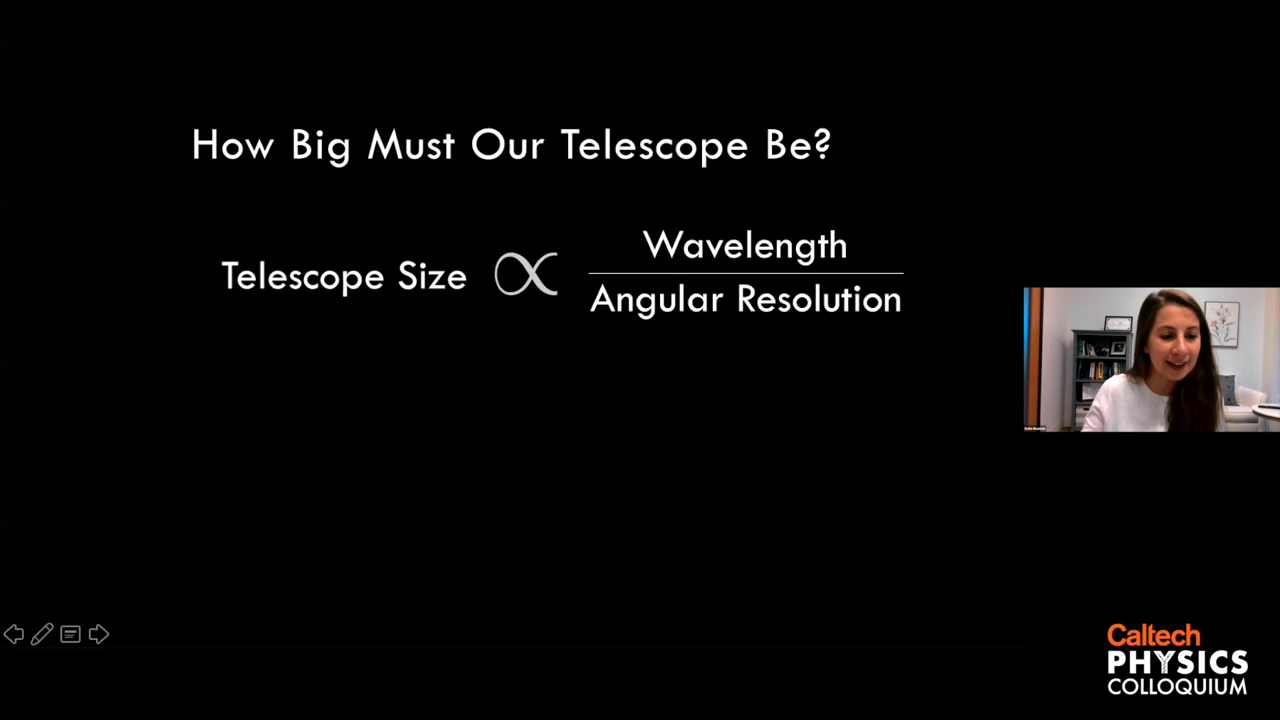 How Big Must Our Telescope Be?
Telescope Size ∝
Wavelength
Angular Resolution
Caltech
PHYSICS
COLLOQUIUM